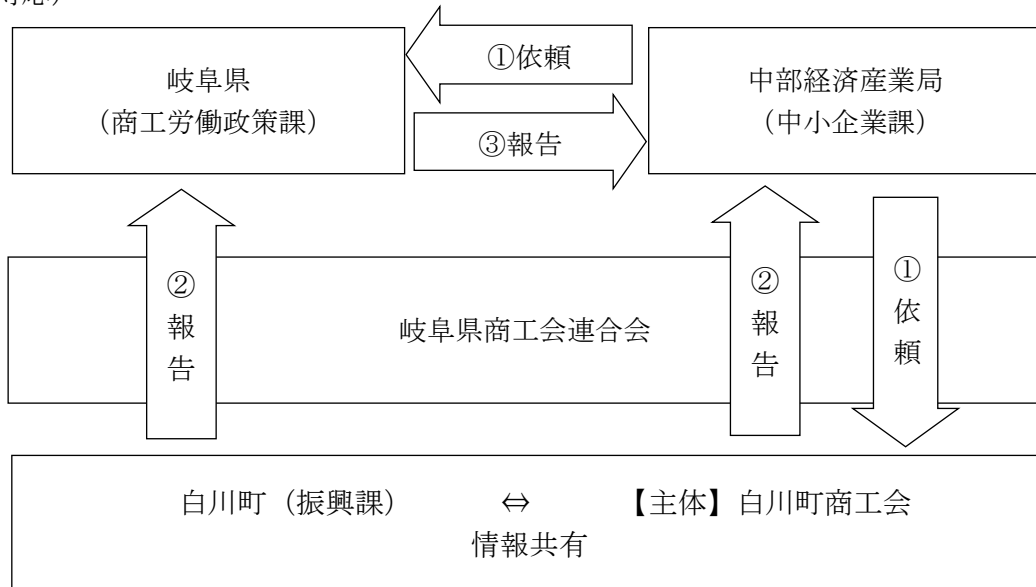 岐阜県
（商工労働政策課）
①依頼
③報告
中部経済産業局
（中小企業課）
②報告
岐阜県商工会連合会
②報告
①依頼
白川町（振興課） ⇔ 【主体】白川町商工会
情報共有